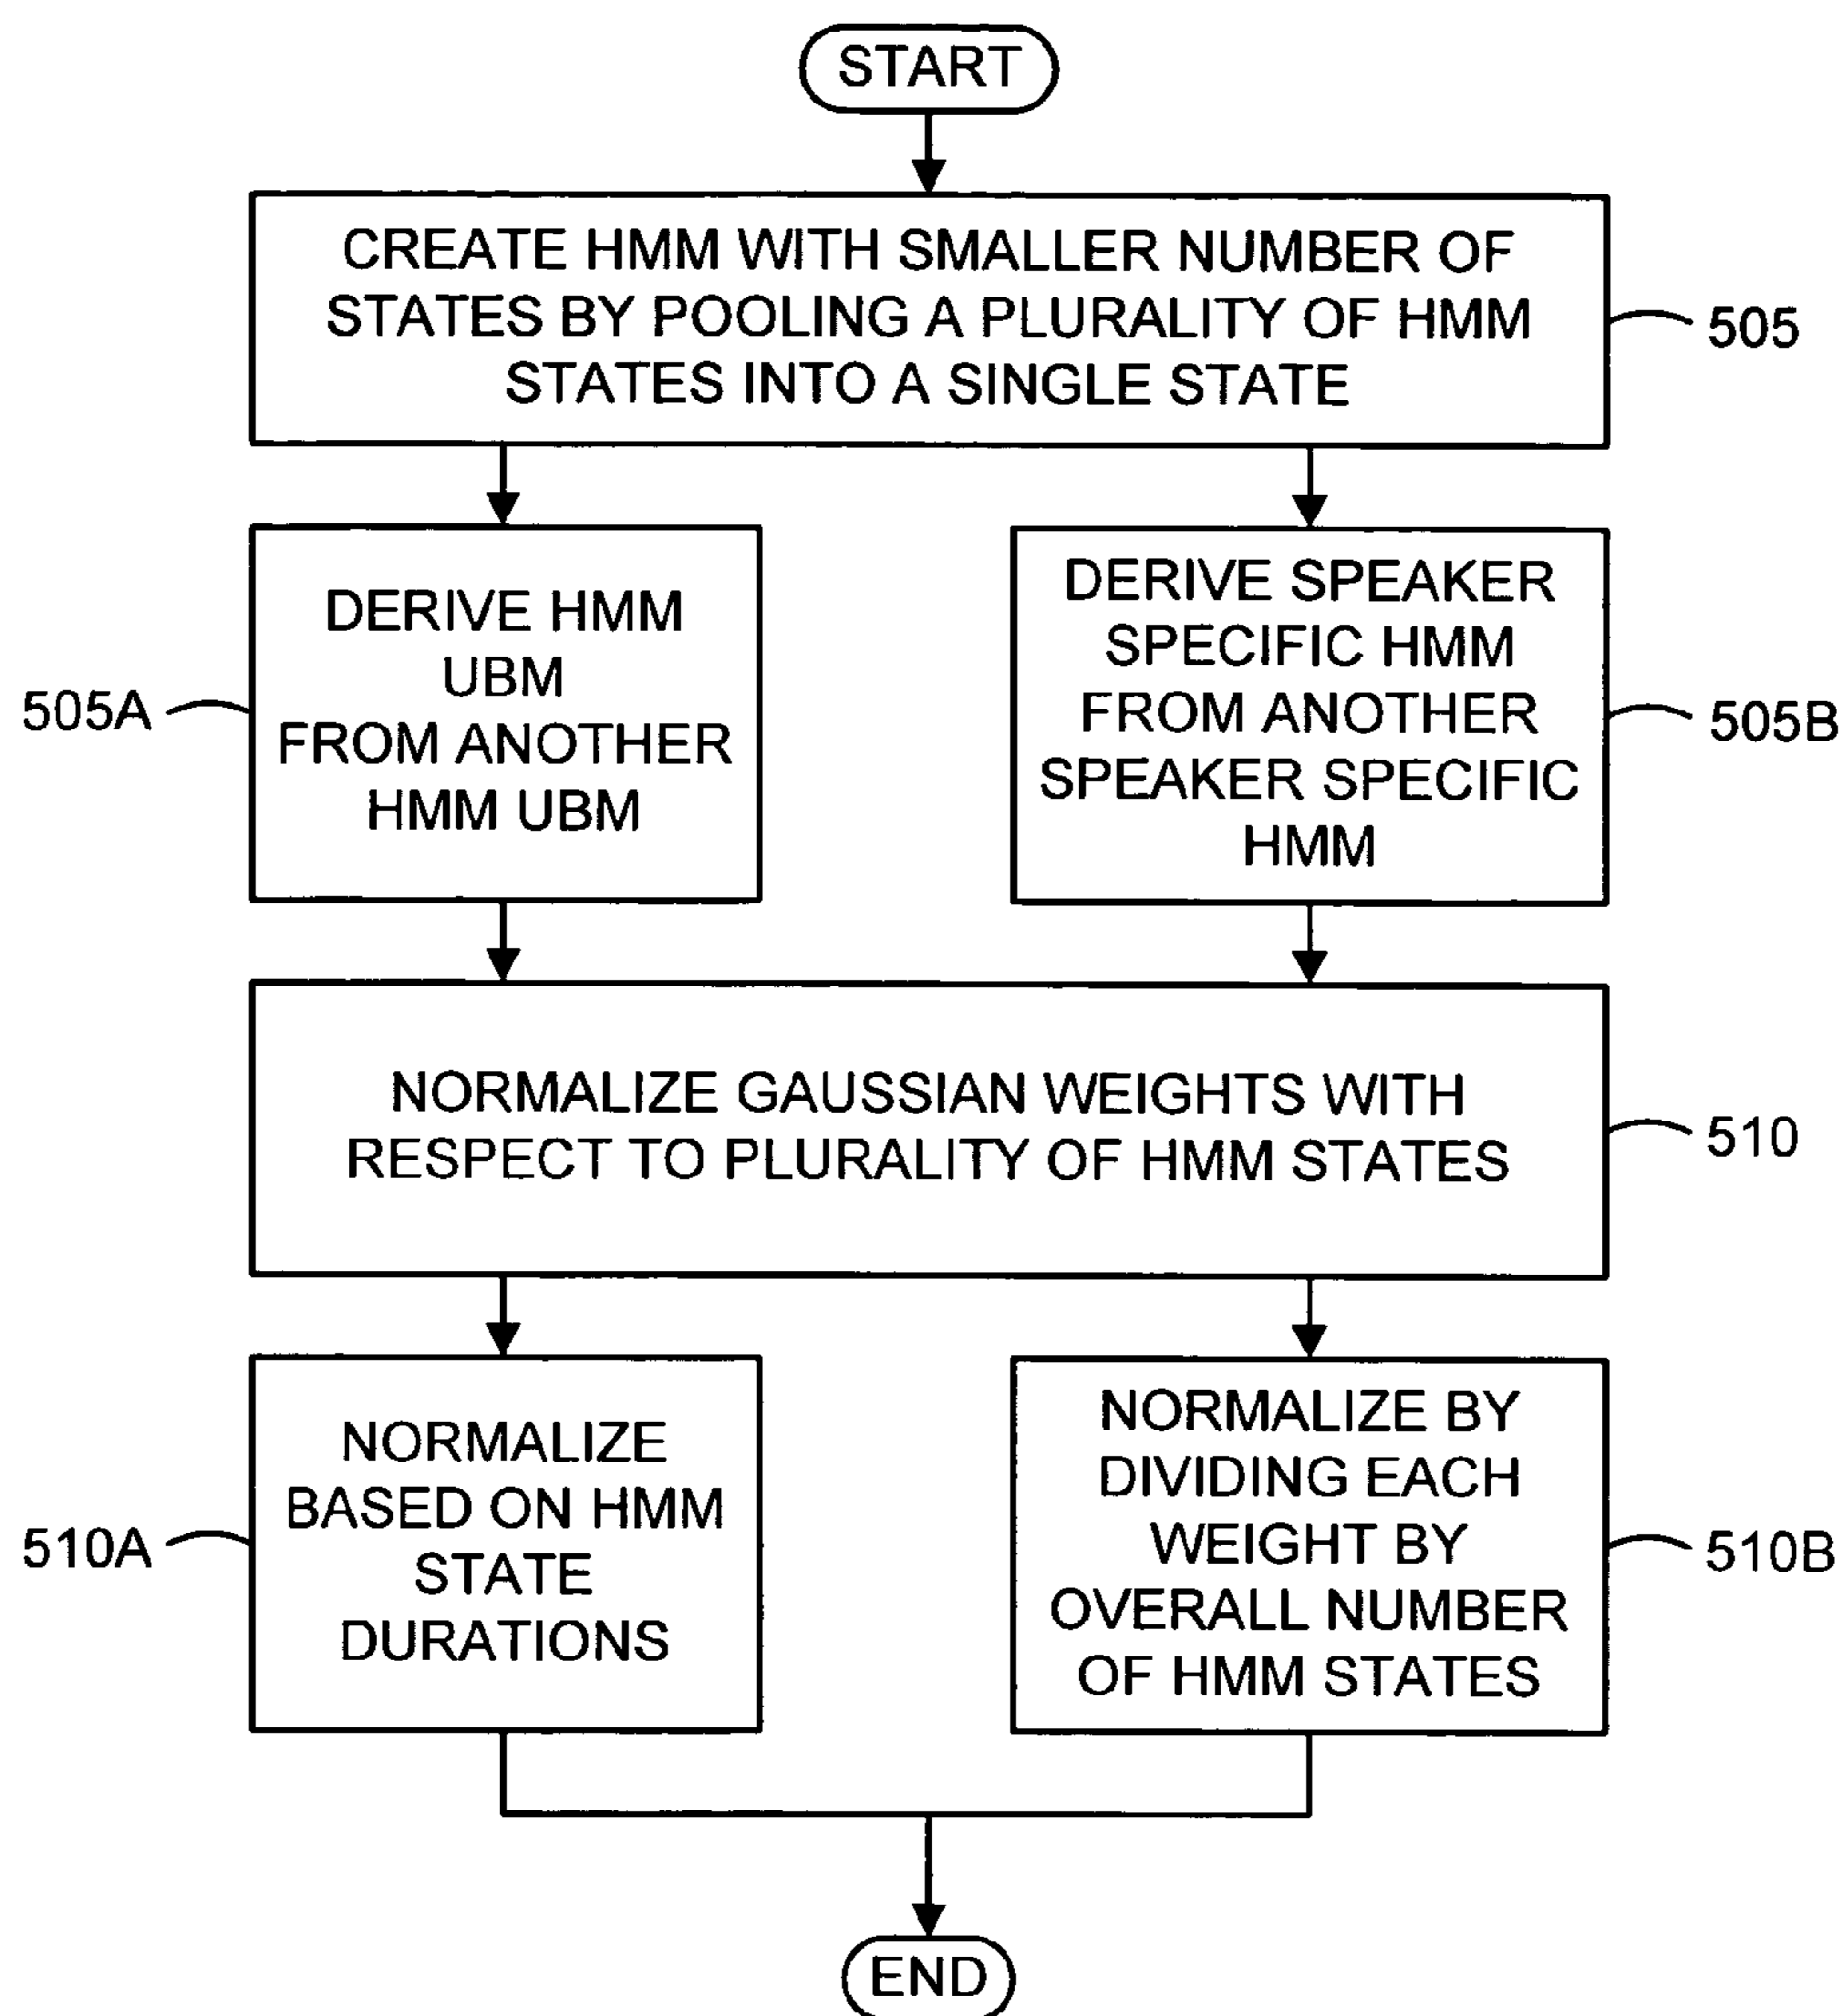 START
CREATE HMM WITH SMALLER NUMBER OF
STATES BY POOLING A PLURALITY OF HMM
STATES INTO A SINGLE STATE
505
505A
DERIVE HMM
UBM
FROM ANOTHER
HMM UBM
DERIVE SPEAKER
SPECIFIC HMM
FROM ANOTHER
SPEAKER SPECIFIC
HMM
505B
NORMALIZE GAUSSIAN WEIGHTS WITH
RESPECT TO PLURALITY OF HMM STATES
510
510A
NORMALIZE
BASED ON HMM
STATE
DURATIONS
NORMALIZE BY
DIVIDING EACH
WEIGHT BY
OVERALL NUMBER
OF HMM STATES
510B
END